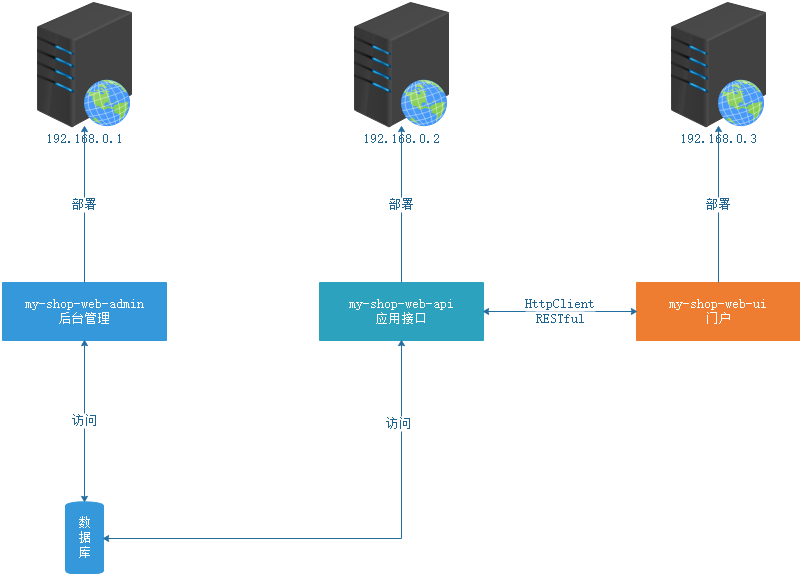 192.168.0.1
192.168.0.2
192.168.0.3
部署
部署
部署
my-shop-web-admin
后台管理
my-shop-web-api
应用接口
HttpClient
RESTful
my-shop-web-ui
门户
访问
访问
数
据
库